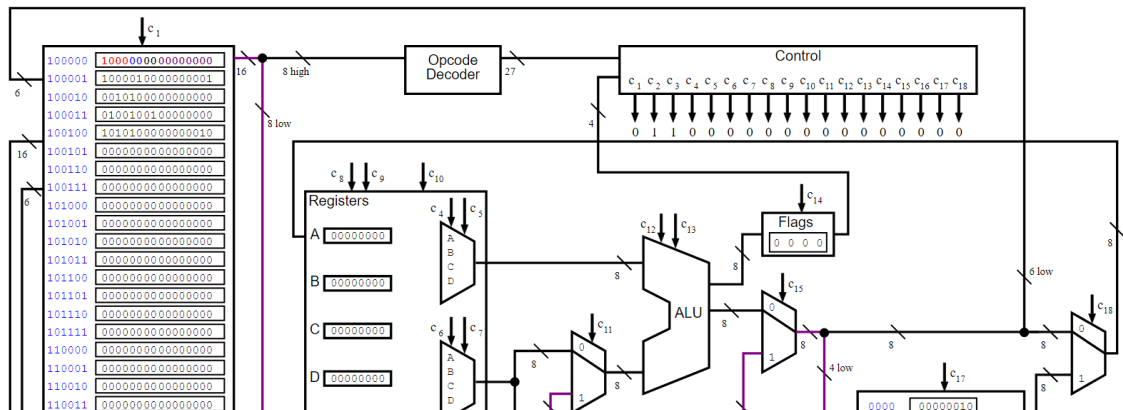 c1
16
8 high
Opcode Decoder
27
Control
c1 c2 c3 c4 c5 c6 c7 c8 c9 c10 c11 c12 c13 c14 c15 c16 c17 c18
0 1 1 0 0 0 0 0 0 0 0 0 0 0 0 0 0 0
4
6
8 low
16
6
100000 1000000000000000
100001 1000010000000001
100010 0010100000000000
100011 0100100100000000
100100 1010100000000010
100101 0000000000000000
100110 0000000000000000
100111 0000000000000000
101000 0000000000000000
101001 0000000000000000
101010 0000000000000000
101011 0000000000000000
101100 0000000000000000
101101 0000000000000000
101110 0000000000000000
101111 0000000000000000
110000 0000000000000000
110001 0000000000000000
110010 0000000000000000
110011 0000000000000000
c8 c9 c10
Registers
A 00000000
B 00000000
C 00000000
D 00000000
c4 c5
A
B
C
D
8
c6 c7
A
B
C
D
8
c11
0
1
8
c12 c13
ALU
8
8
c14
Flags
0 0 0 0
c15
0
1
8
4 low
8
6 low
8
8
c18
0
1
8
c17
0000 00000010